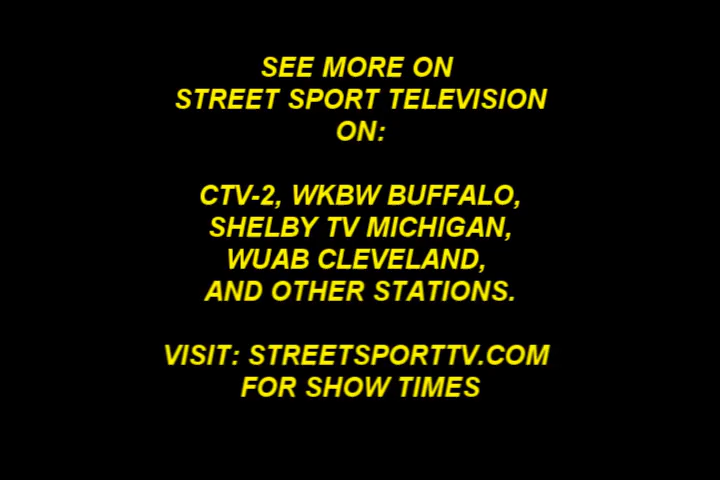 SEE MORE ON
STREET SPORT TELEVISION
ON:
CTV-2, WKBW BUFFALO,
SHELBY TV MICHIGAN,
WUAB CLEVELAND,
AND OTHER STATIONS.
VISIT: STREETSPORTTV.COM
FOR SHOW TIMES